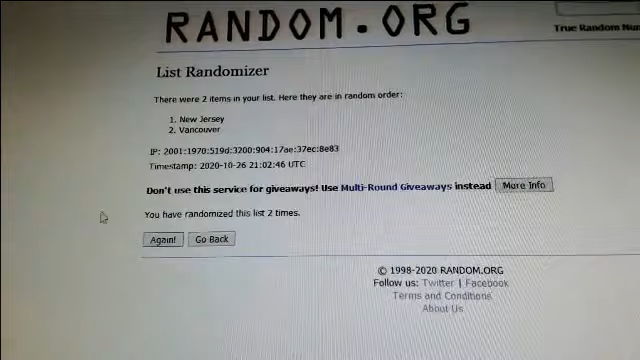 RANDOM.ORG
True Random Num
List Randomizer
There were 2 items in your list. Here they are in random order:
1. New Jersey
2. Vancouver
IP: 2001:1970:519d:3200:904:17ae:37ec:8e83
Timestamp: 2020-10-26 21:02:46 UTC
Don't use this service for giveaways! Use Multi-Round Giveaways instead More Info
You have randomized this list 2 times.
Again! Go Back
© 1998-2020 RANDOM.ORG
Follow us: Twitter | Facebook
Terms and Conditions
About Us